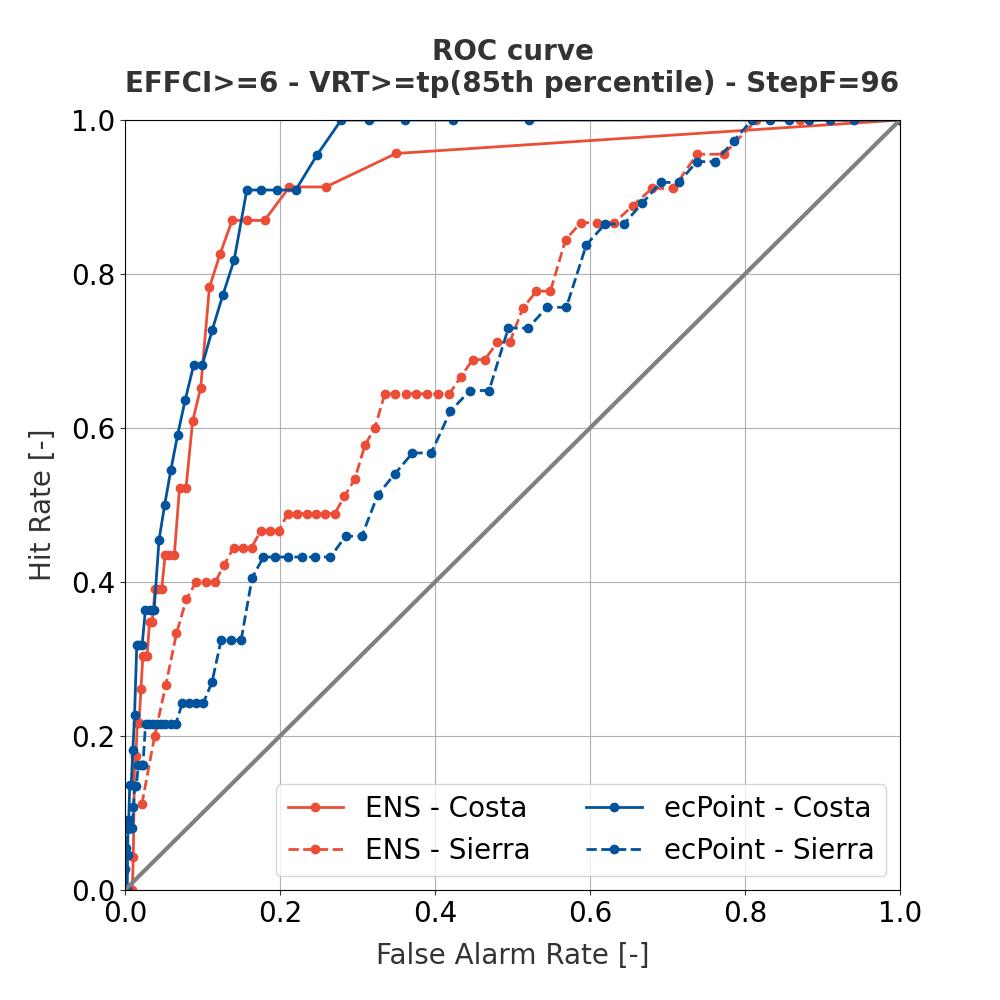 ROC curve
EFFCI>=6 - VRT>=tp(85th percentile) - StepF=96
1.0
0.8
0.6
0.4
0.2
0.0
Hit Rate [-]
ENS - Costa
ENS - Sierra
ecPoint - Costa
ecPoint - Sierra
0.0 0.2 0.4 0.6 0.8 1.0
False Alarm Rate [-]